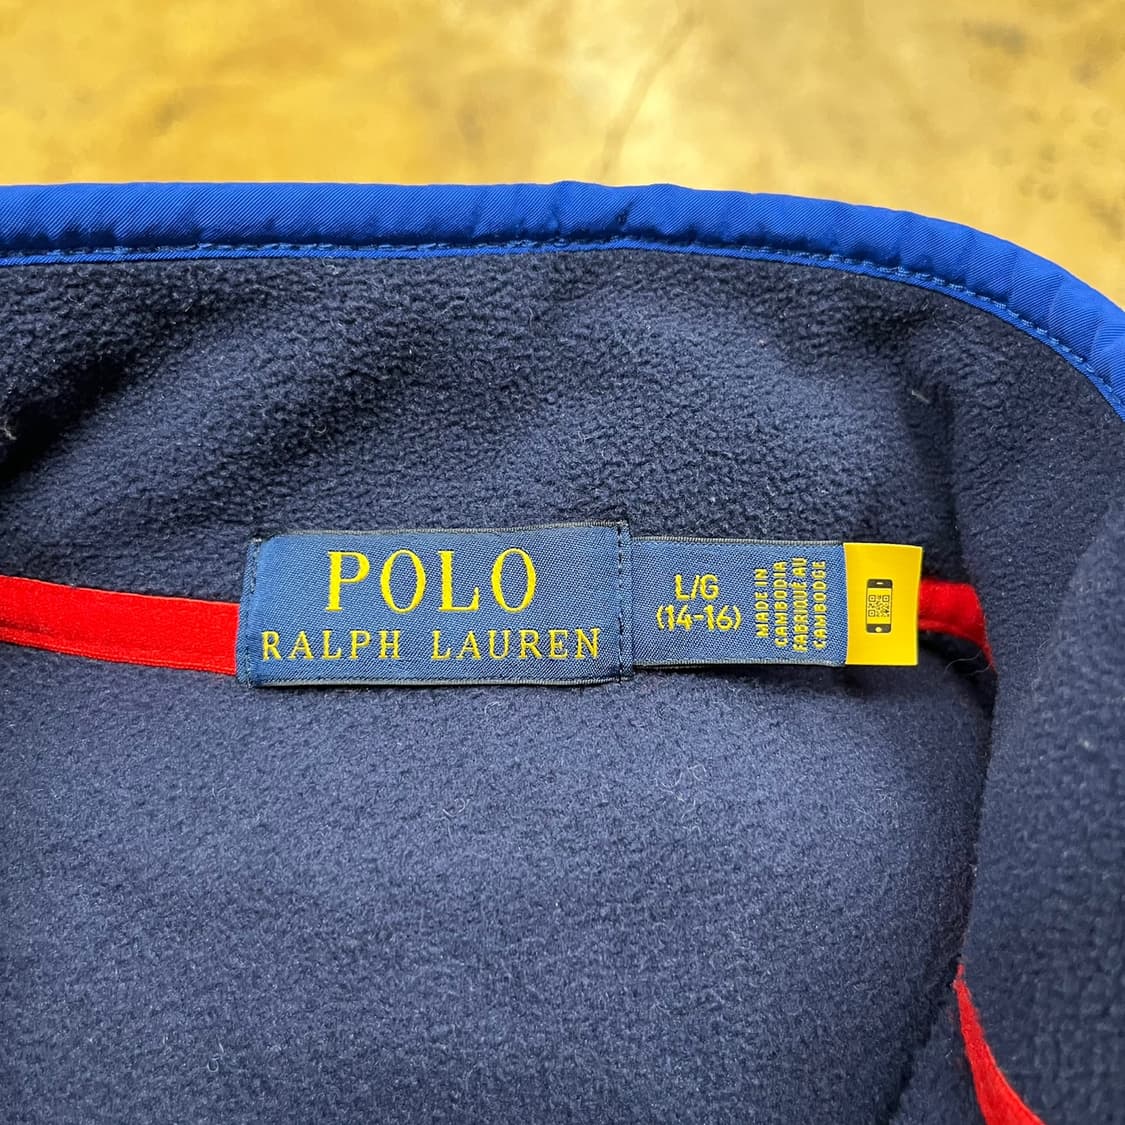 POLO
RALPH LAUREN
L/G
(14-16)
MADE IN
CAMBODIA
FABRIQUÉ AU
CAMBODGE